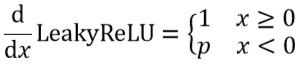 d/dx LeakyReLU = { 1 x ≥ 0
p x < 0